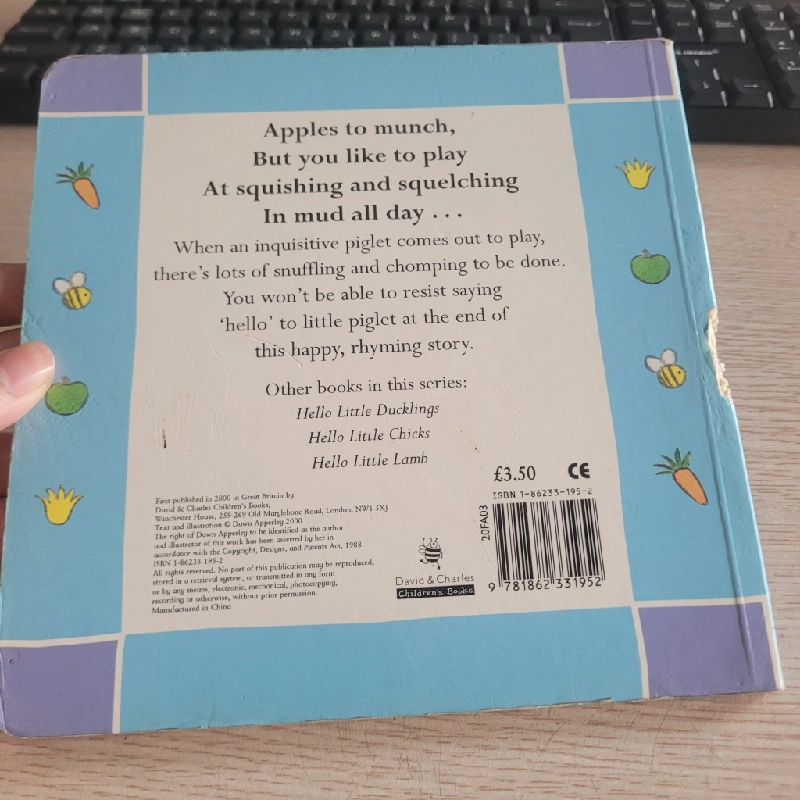 Apples to munch,
But you like to play
At squishing and squelching
In mud all day . . .
When an inquisitive piglet comes out to play,
there's lots of snuffling and chomping to be done.
You won't be able to resist saying
'hello' to little piglet at the end of
this happy, rhyming story.
Other books in this series:
Hello Little Ducklings
Hello Little Chicks
Hello Little Lamb
£3.50 CE
ISBN 1-86233-195-2
20FA03
9 781862 331952
First published in 2000 in Great Britain by
David & Charles Children's Books,
Winchester House, 259-269 Old Marylebone Road, London, NW1 5XJ
Text and illustrations © Dawn Apperley 2000
The right of Dawn Apperley to be identified as the author
and illustrator of this work has been asserted by her in
accordance with the Copyright, Designs, and Patents Act, 1988.
ISBN 1-86233-195-2
All rights reserved. No part of this publication may be reproduced,
stored in a retrieval system, or transmitted in any form
or by any means, electronic, mechanical, photocopying,
recording or otherwise, without prior permission.
Manufactured in China
David & Charles
Children's Books